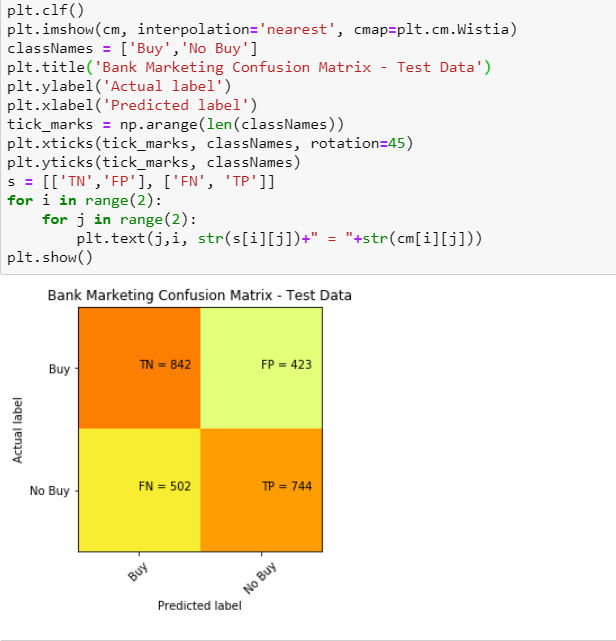 plt.clf()
plt.imshow(cm, interpolation='nearest', cmap=plt.cm.Wistia)
classNames = ['Buy','No Buy']
plt.title('Bank Marketing Confusion Matrix - Test Data')
plt.ylabel('Actual label')
plt.xlabel('Predicted label')
tick_marks = np.arange(len(classNames))
plt.xticks(tick_marks, classNames, rotation=45)
plt.yticks(tick_marks, classNames)
s = [['TN','FP'], ['FN', 'TP']]
for i in range(2):
    for j in range(2):
        plt.text(j,i, str(s[i][j])+" = "+str(cm[i][j]))
plt.show()
Bank Marketing Confusion Matrix - Test Data
Actual label
Buy
TN = 842
FP = 423
No Buy
FN = 502
TP = 744
Buy
No Buy
Predicted label